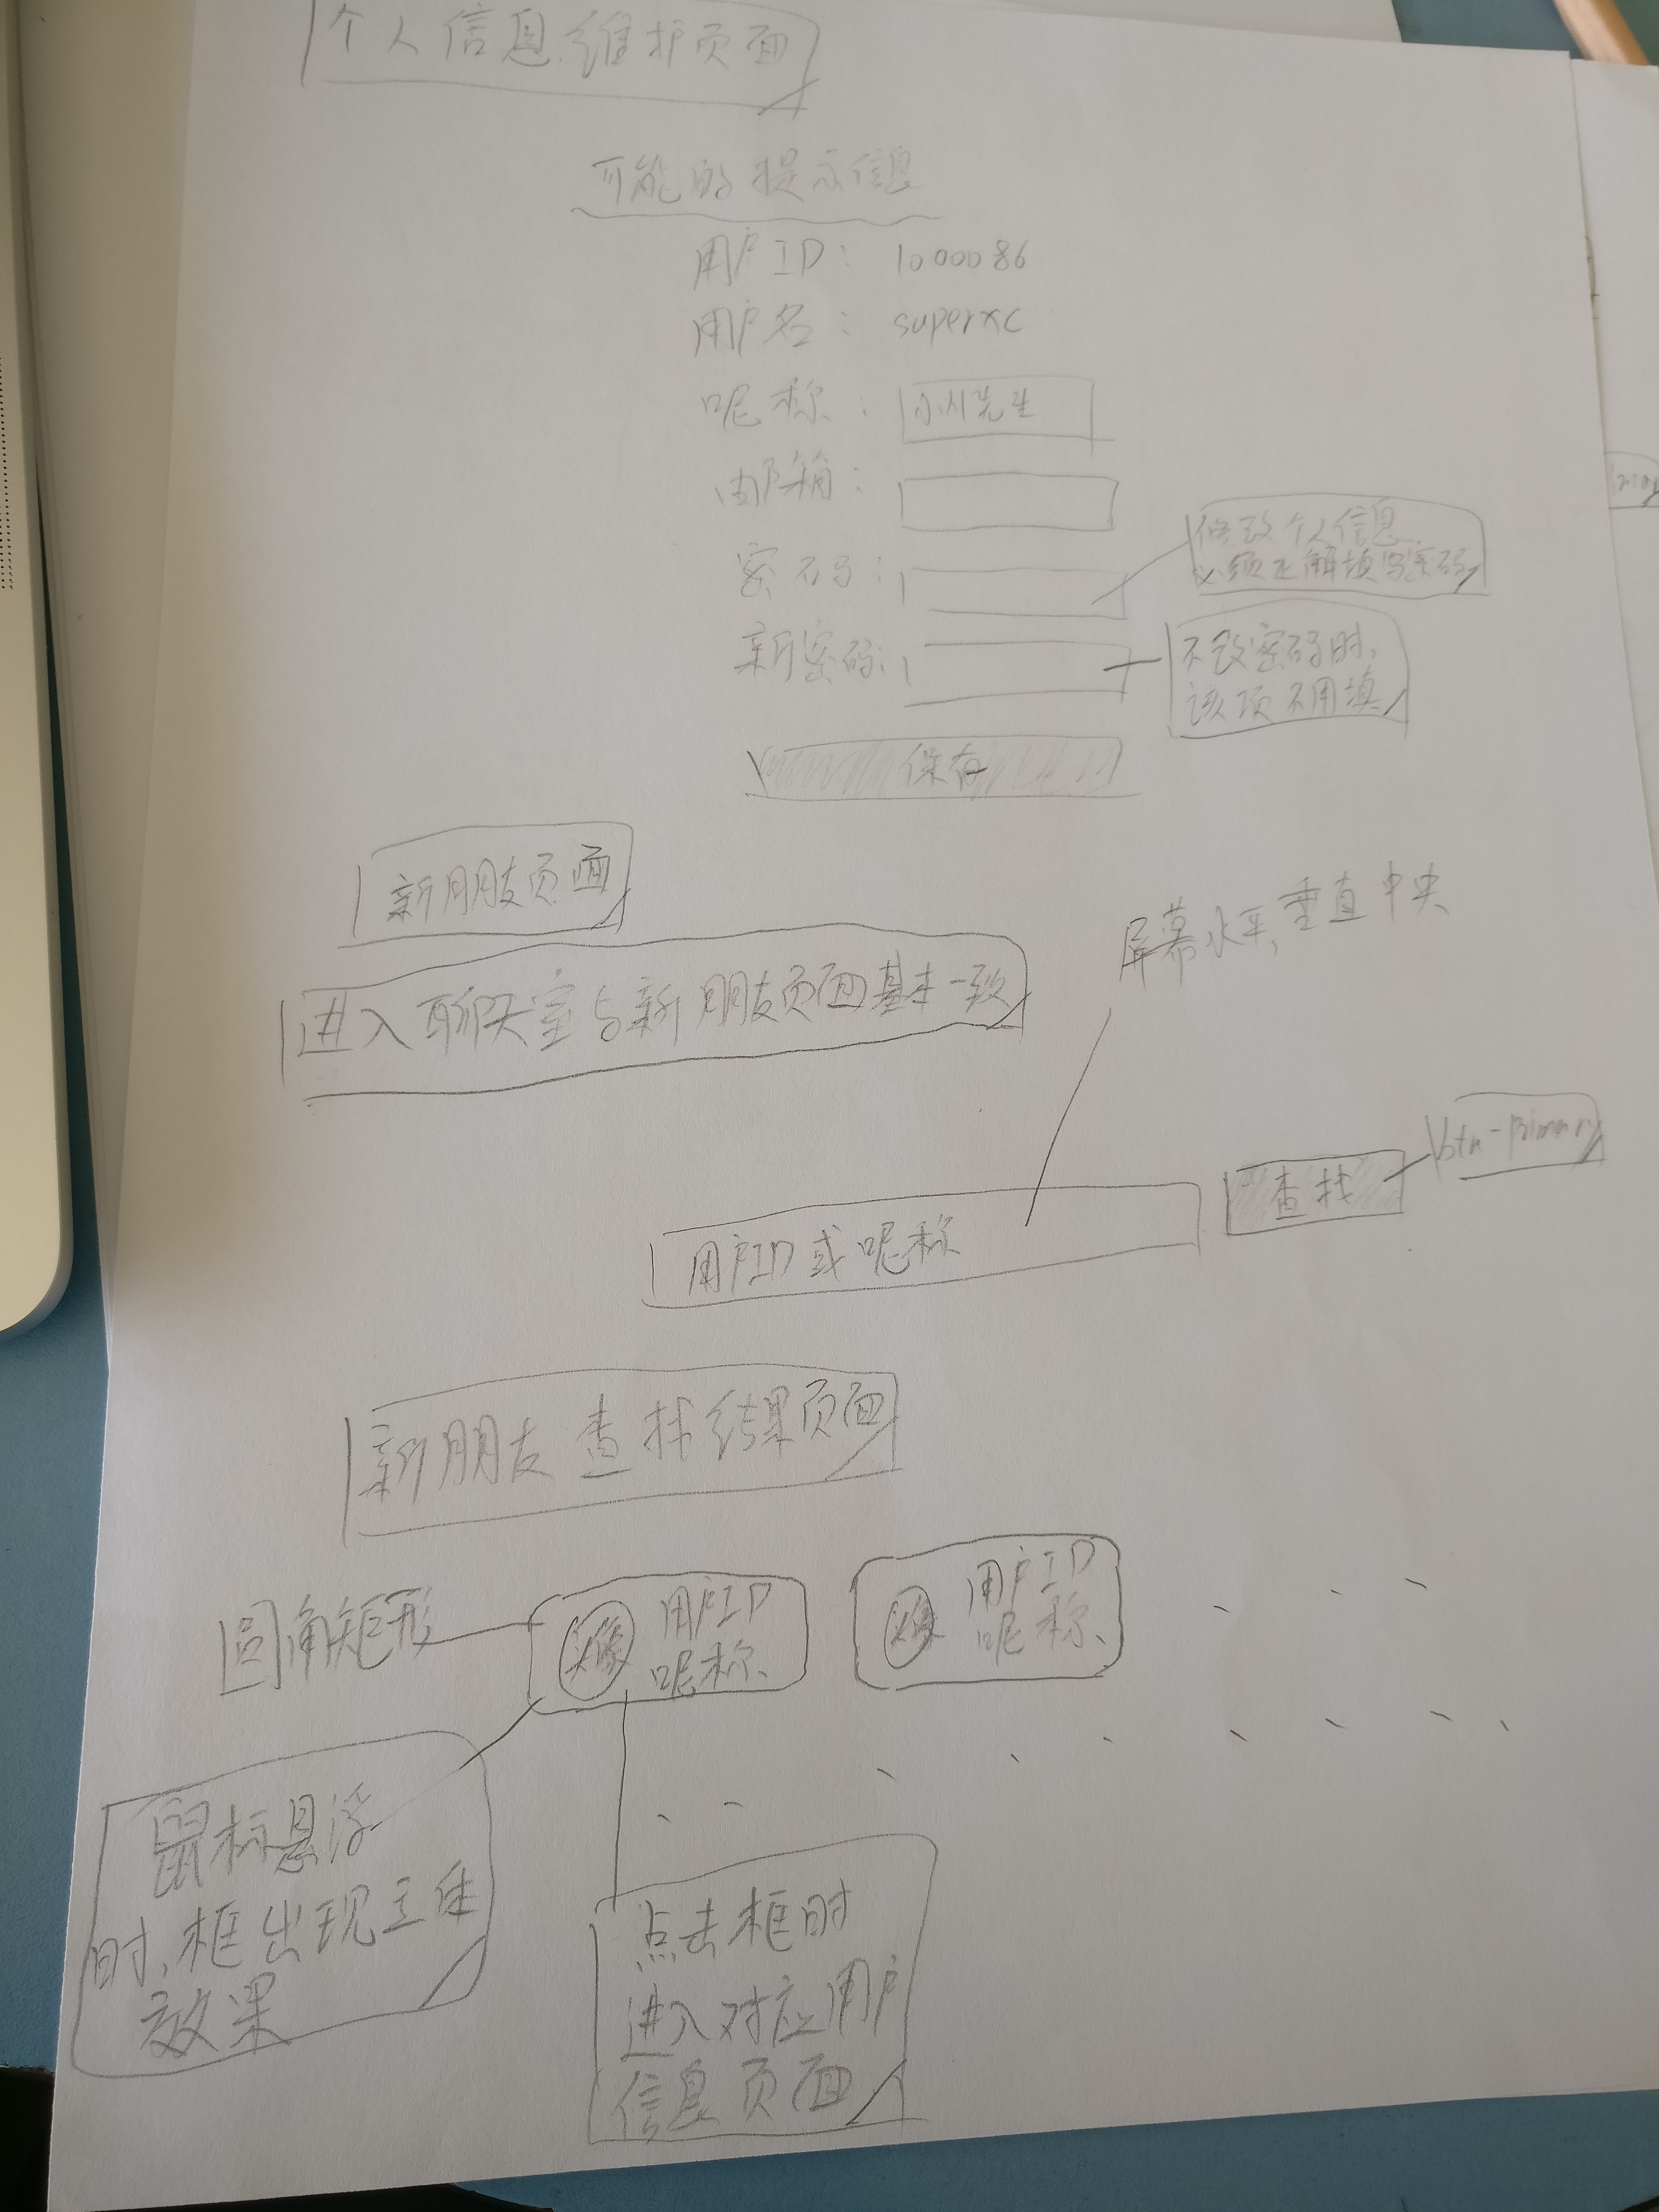 个人信息维护页面
可能的提示信息
用户ID: 1000086
用户名: superxc
昵称: 小川先生
邮箱:
密码:
修改个人信息
必须正解填写密码
新密码:
不改密码时,
该项不用填
保存
新朋友页面
进入聊天室与新朋友页面基本一致
屏幕水平,垂直中央
用户ID或昵称
查找
btn-primary
新朋友查找结果页面
圆角矩形
头像
用户ID
昵称
头像
用户ID
昵称
鼠标悬浮
时,框出现立体
效果
点击框时
进入对应用户
信息页面